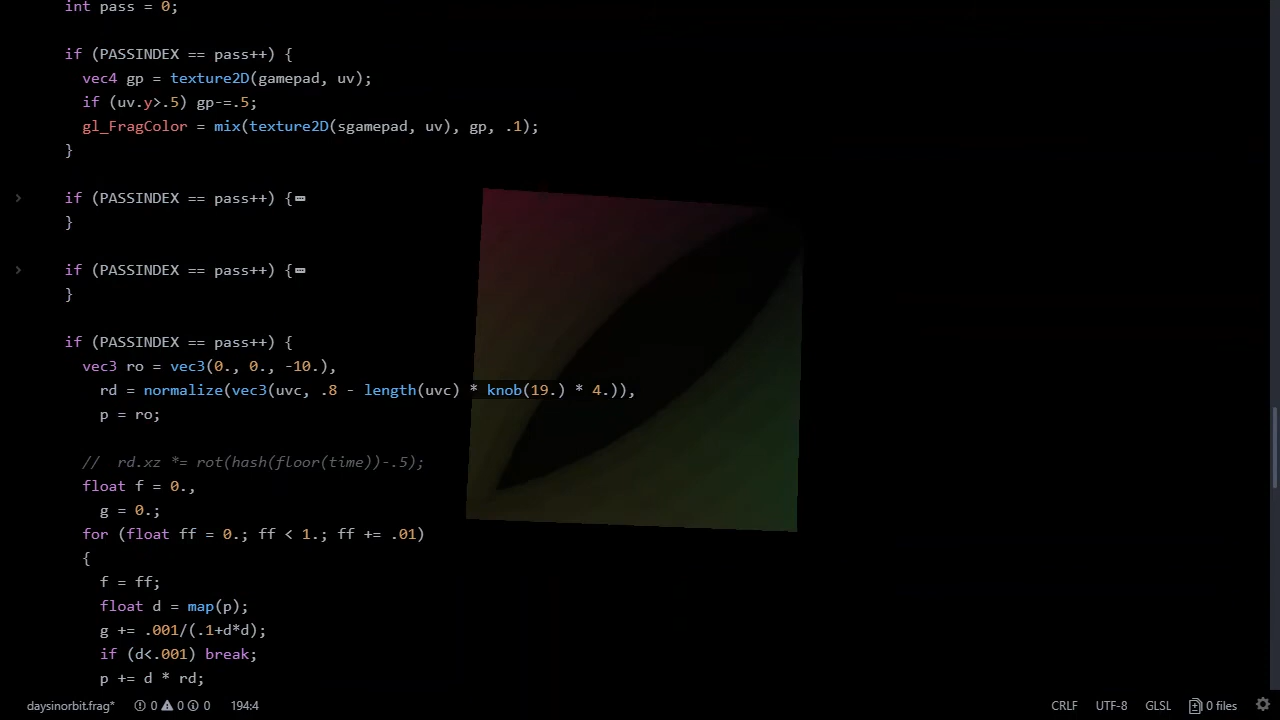 int pass = 0;
if (PASSINDEX == pass++) {
vec4 gp = texture2D(gamepad, uv);
if (uv.y>.5) gp-=.5;
gl_FragColor = mix(texture2D(sgamepad, uv), gp, .1);
}
if (PASSINDEX == pass++) {
}
if (PASSINDEX == pass++) {
}
if (PASSINDEX == pass++) {
vec3 ro = vec3(0., 0., -10.),
rd = normalize(vec3(uvc, .8 - length(uvc) * knob(19.) * 4.)),
p = ro;
//  rd.xz *= rot(hash(floor(time))-.5);
float f = 0.,
g = 0.;
for (float ff = 0.; ff < 1.; ff += .01)
{
f = ff;
float d = map(p);
g += .001/(.1+d*d);
if (d<.001) break;
p += d * rd;
daysinorbit.frag* 0 0 0 194:4 CRLF UTF-8 GLSL 0 files